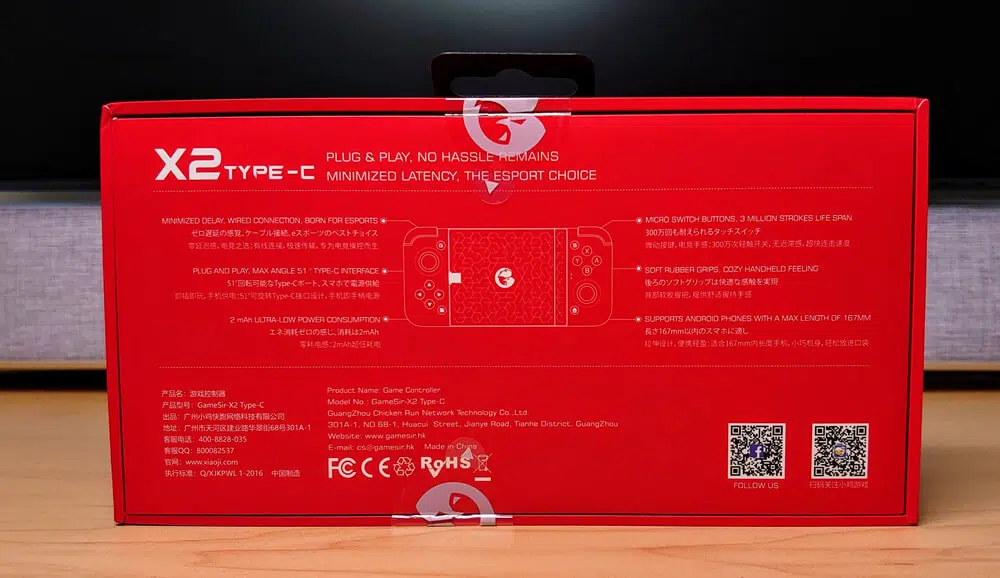 X2 TYPE-C
PLUG & PLAY, NO HASSLE REMAINS
MINIMIZED LATENCY, THE ESPORT CHOICE
MINIMIZED DELAY, WIRED CONNECTION, BORN FOR ESPORTS
ゼロ遅延の感覚、ケーブル接続、eスポーツのベストチョイス
零延迟感，电竞之选；有线连接，极速传输，专为电竞操控而生
PLUG AND PLAY, MAX ANGLE 51° TYPE-C INTERFACE
51°回転可能なType-Cポート、スマホで電源供給
即插即玩，手机供电；51°可旋转Type-C接口设计，手机即手柄电源
2 mAh ULTRA-LOW POWER CONSUMPTION
エネ消耗ゼロの感じ、消耗は2mAh
零耗电感；2mAh超低耗电
MICRO SWITCH BUTTONS, 3 MILLION STROKES LIFE SPAN
300万回も耐えられるタッチスイッチ
微动按键，电竞手感；300万次轻触开关，无迟滞感，超快连击速度
SOFT RUBBER GRIPS, COZY HANDHELD FEELING
後ろのソフトグリップは快適な感触を実現
背部软胶握把，提供舒适握持手感
SUPPORTS ANDROID PHONES WITH A MAX LENGTH OF 167MM
長さ167mm以内のスマホに適し
拉伸设计，便携轻盈；适合167mm内长度手机，小巧机身，轻松放进口袋
X
Y
A
B
产品名：游戏控制器
产品型号：GameSir-X2 Type-C
出品：广州小鸡快跑网络科技有限公司
地址：广州市天河区建业路华翠街68号301A-1
客服电话：400-8828-035
客服QQ：800082537
官网：www.xiaoji.com
执行标准：Q/XJKPWL 1-2016 中国制造
Product Name: Game Controller
Model No.: GameSir-X2 Type-C
GuangZhou Chicken Run Network Technology Co.,Ltd.
301A-1, NO.68-1, Huacui Street, Jianye Road, Tianhe District, GuangZhou
Website: www.gamesir.hk
E-mail: cs@gamesir.hk Made in China
FC CE RoHS
FOLLOW US
扫码关注小鸡游戏